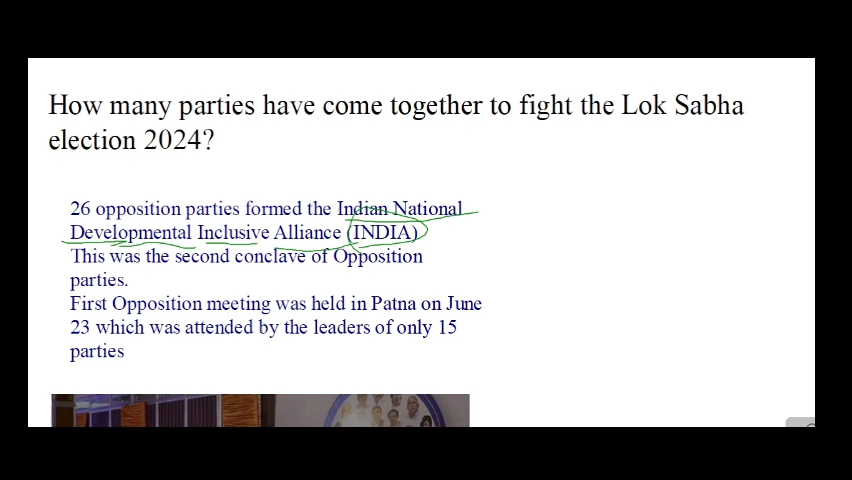 How many parties have come together to fight the Lok Sabha
election 2024?
26 opposition parties formed the Indian National
Developmental Inclusive Alliance (INDIA)
This was the second conclave of Opposition
parties.
First Opposition meeting was held in Patna on June
23 which was attended by the leaders of only 15
parties